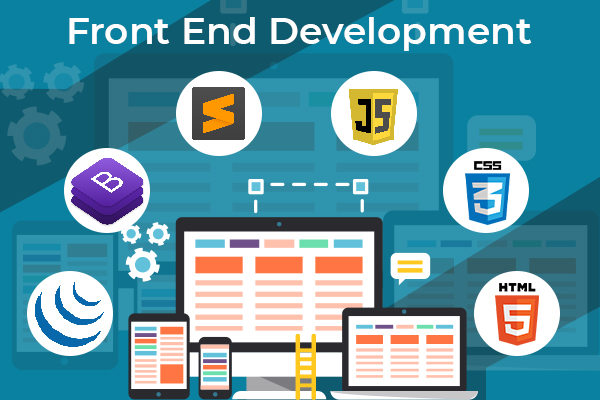 Front End Development
JS
B
CSS
3
HTML
5